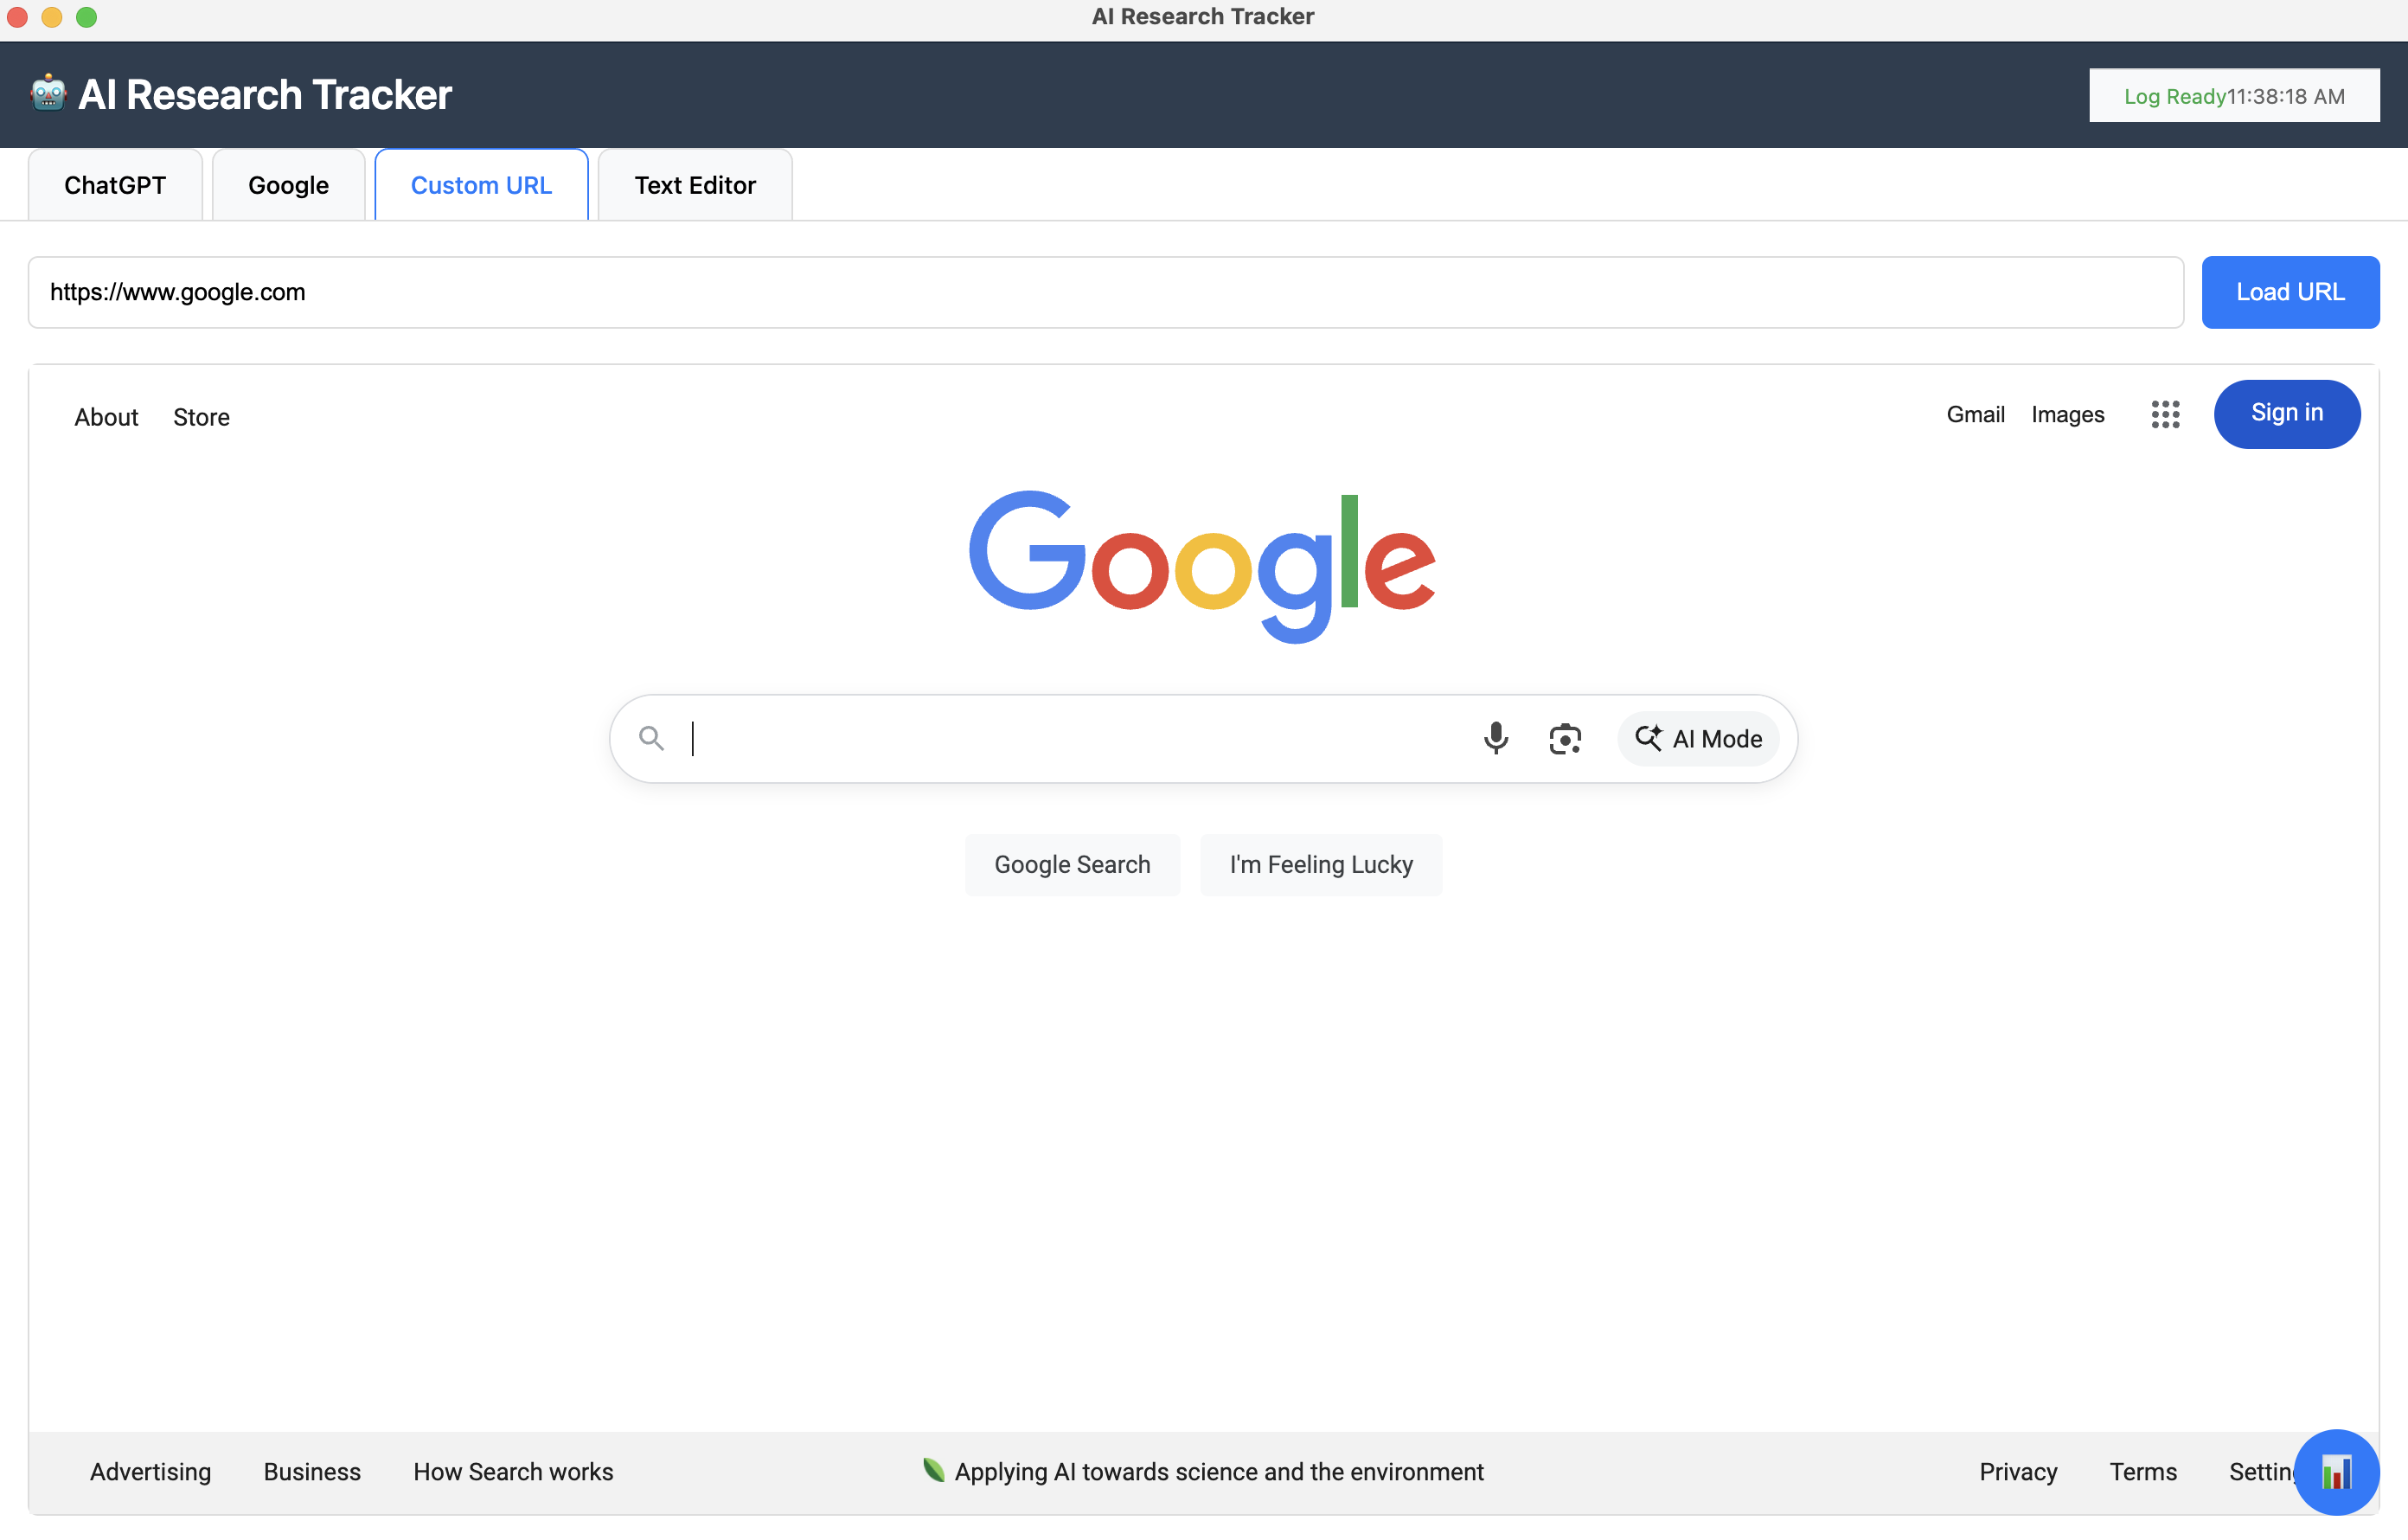 AI Research Tracker
AI Research Tracker
Log Ready11:38:18 AM
ChatGPT Google Custom URL Text Editor
https://www.google.com Load URL
About Store Gmail Images Sign in
Google
AI Mode
Google Search I'm Feeling Lucky
Advertising Business How Search works Applying AI towards science and the environment Privacy Terms